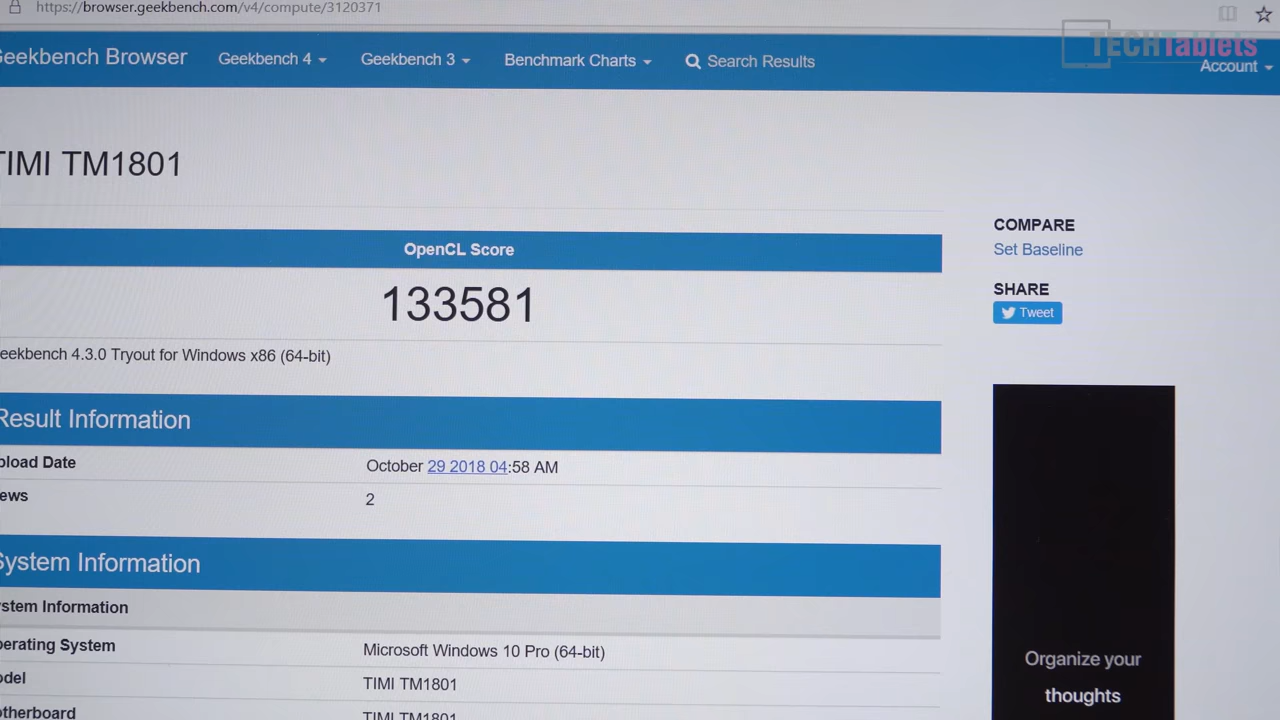 https://browser.geekbench.com/v4/compute/3120371
TECHTablets
eekbench Browser Geekbench 4 Geekbench 3 Benchmark Charts Search Results Account
TIMI TM1801
OpenCL Score
133581
eekbench 4.3.0 Tryout for Windows x86 (64-bit)
COMPARE
Set Baseline
SHARE
Tweet
Result Information
pload Date October 29 2018 04:58 AM
ews 2
System Information
stem Information
perating System Microsoft Windows 10 Pro (64-bit)
odel TIMI TM1801
otherboard TIMI TM1801
Organize your
thoughts